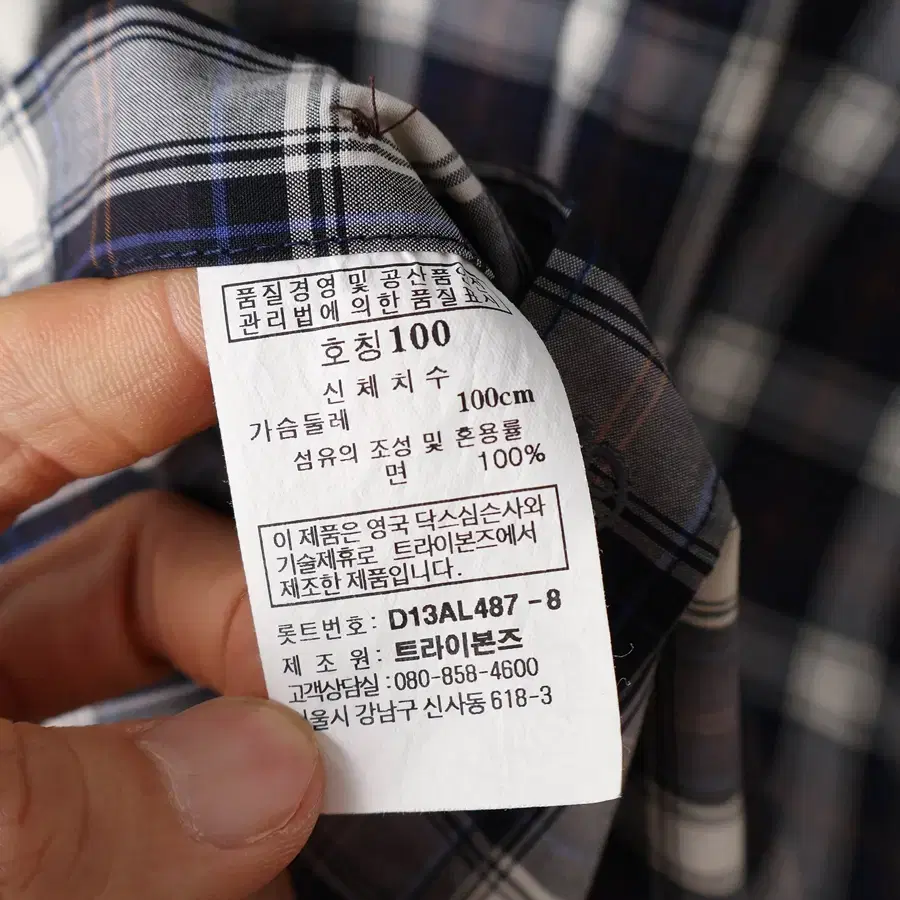 품질경영 및 공산품안전
관리법에 의한 품질표시
호칭100
신 체 치 수
가슴둘레 100cm
섬유의 조성 및 혼용률
면 100%
이 제품은 영국 닥스심슨사와
기술제휴로 트라이본즈에서
제조한 제품입니다.
롯트번호: D13AL487 -8
제 조 원: 트라이본즈
고객상담실 :080-858-4600
서울시 강남구 신사동 618-3